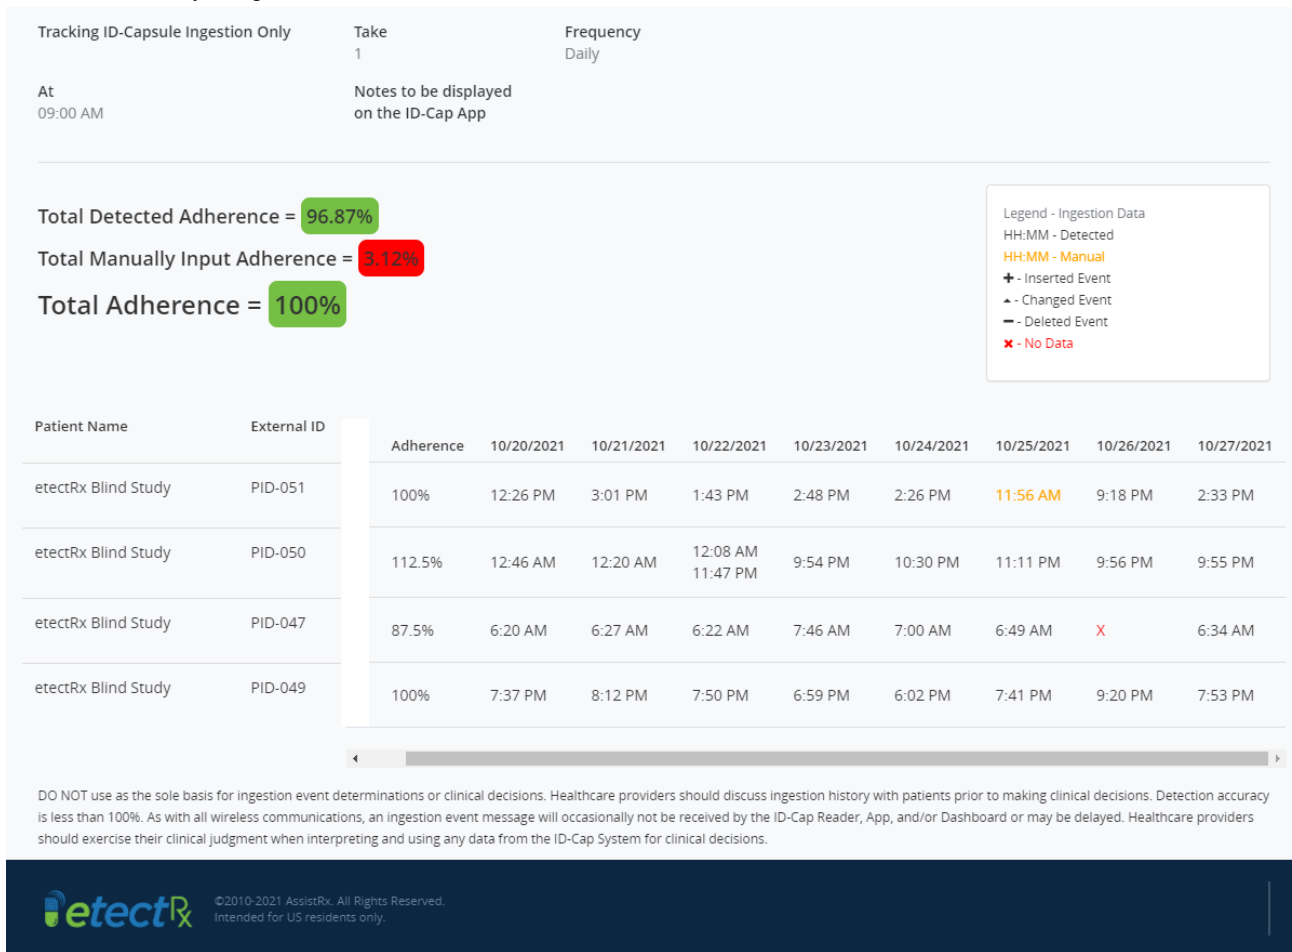 Tracking ID-Capsule Ingestion Only Take Frequency
1 Daily
At Notes to be displayed
09:00 AM on the ID-Cap App
Total Detected Adherence = 96.87%
Total Manually Input Adherence = 3.12%
Total Adherence = 100%
Legend - Ingestion Data
HH:MM - Detected
HH:MM - Manual
✚ - Inserted Event
▲ - Changed Event
━ - Deleted Event
✖ - No Data
Patient Name External ID Adherence 10/20/2021 10/21/2021 10/22/2021 10/23/2021 10/24/2021 10/25/2021 10/26/2021 10/27/2021
etectRx Blind Study PID-051 100% 12:26 PM 3:01 PM 1:43 PM 2:48 PM 2:26 PM 11:56 AM 9:18 PM 2:33 PM
etectRx Blind Study PID-050 112.5% 12:46 AM 12:20 AM 12:08 AM 11:47 PM 9:54 PM 10:30 PM 11:11 PM 9:56 PM 9:55 PM
etectRx Blind Study PID-047 87.5% 6:20 AM 6:27 AM 6:22 AM 7:46 AM 7:00 AM 6:49 AM X 6:34 AM
etectRx Blind Study PID-049 100% 7:37 PM 8:12 PM 7:50 PM 6:59 PM 6:02 PM 7:41 PM 9:20 PM 7:53 PM
DO NOT use as the sole basis for ingestion event determinations or clinical decisions. Healthcare providers should discuss ingestion history with patients prior to making clinical decisions. Detection accuracy
is less than 100%. As with all wireless communications, an ingestion event message will occasionally not be received by the ID-Cap Reader, App, and/or Dashboard or may be delayed. Healthcare providers
should exercise their clinical judgment when interpreting and using any data from the ID-Cap System for clinical decisions.
etectRx
©2010-2021 AssistRx. All Rights Reserved.
Intended for US residents only.